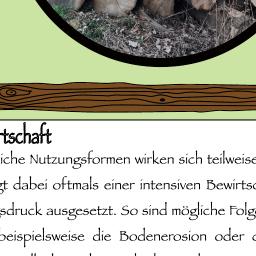 rtschaft
iche Nutzungsformen wirken sich teilweise
gt dabei oftmals einer intensiven Bewirtsc
sdruck ausgesetzt. So sind mögliche Folge
beispielsweise die Bodenerosion oder d